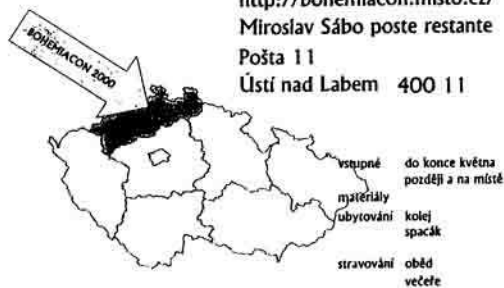 http://bohemiacon.misto.cz/
Miroslav Sábo poste restante
Pošta 11
Ústí nad Labem 400 11
BOHEMIACON 2000
vstupné do konce května
později a na místě
materiály
ubytování kolej
spacák
stravování oběd
večeře